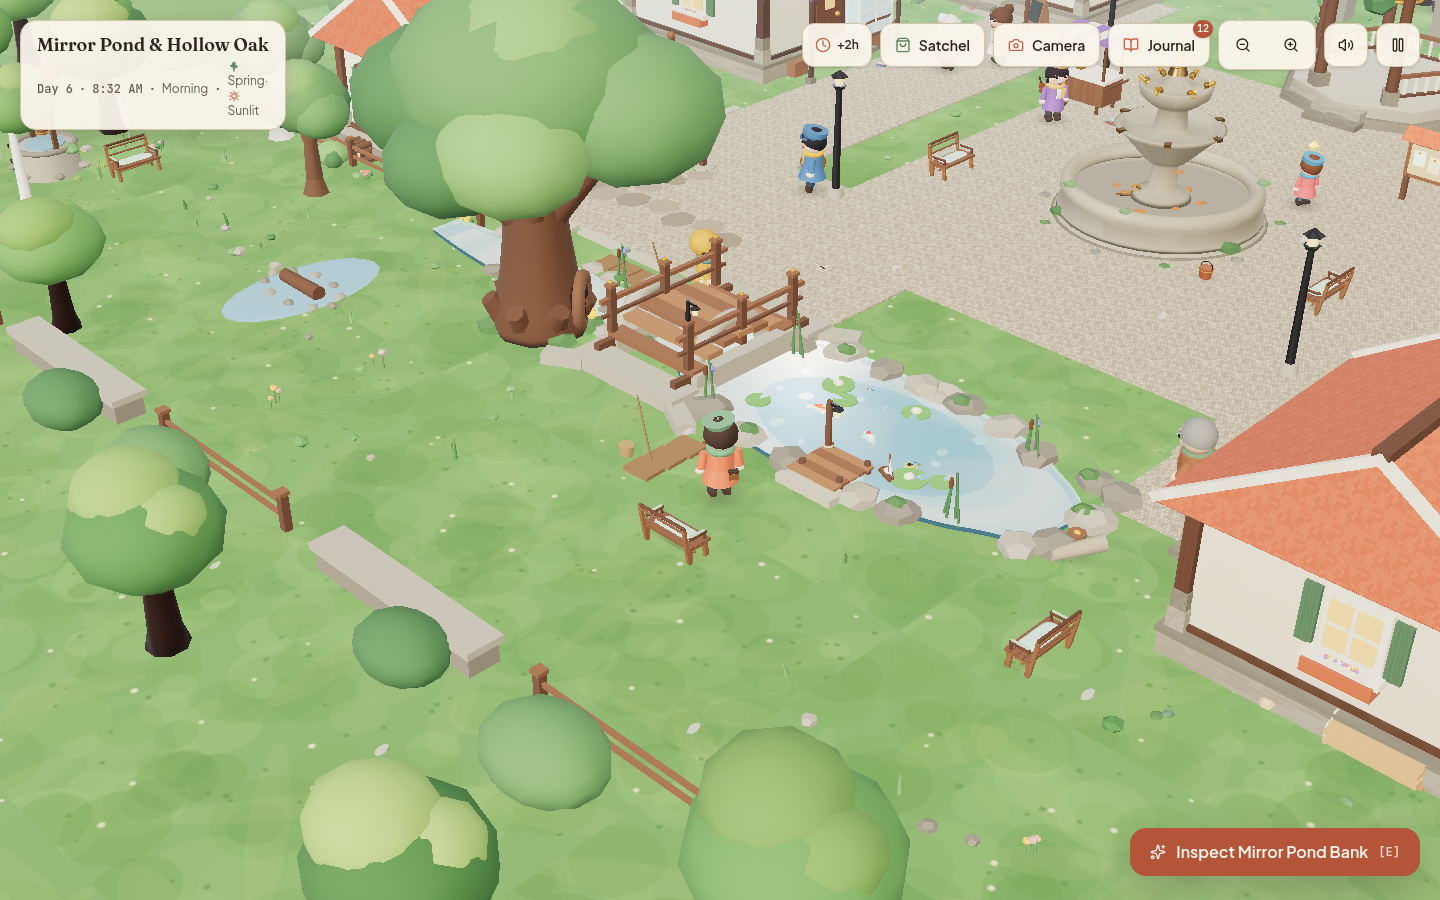 Mirror Pond & Hollow Oak
Day 6 · 8:32 AM · Morning · Spring·
Sunlit
+2h
Satchel
Camera
Journal
12
Inspect Mirror Pond Bank [E]